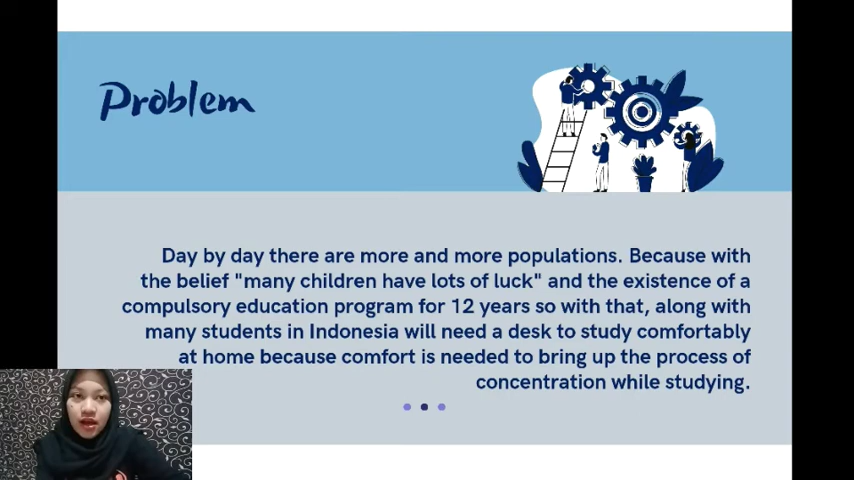 Problem
Day by day there are more and more populations. Because with
the belief "many children have lots of luck" and the existence of a
compulsory education program for 12 years so with that, along with
many students in Indonesia will need a desk to study comfortably
at home because comfort is needed to bring up the process of
concentration while studying.